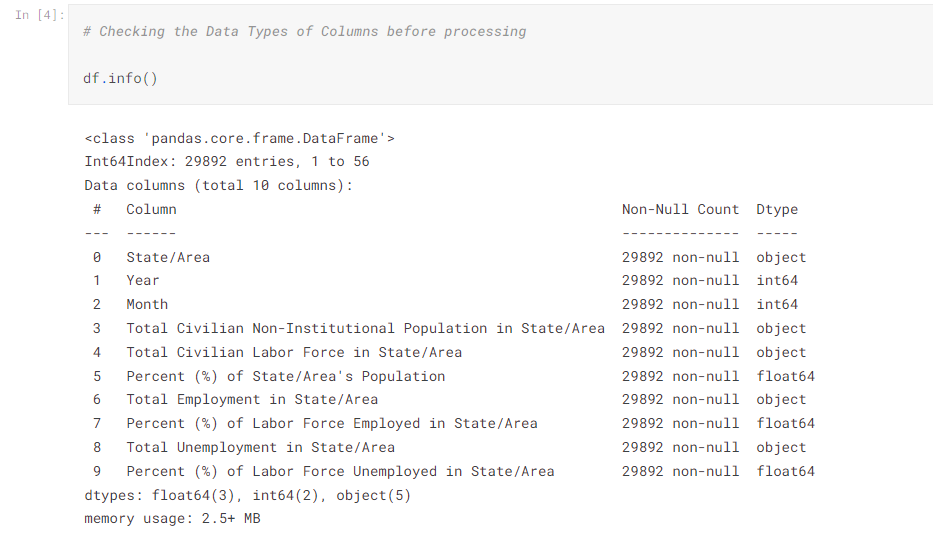 In [4]:
# Checking the Data Types of Columns before processing
df.info()
<class 'pandas.core.frame.DataFrame'>
Int64Index: 29892 entries, 1 to 56
Data columns (total 10 columns):
 #   Column                                                    Non-Null Count  Dtype
---  ------                                                    --------------  -----
 0   State/Area                                                29892 non-null  object
 1   Year                                                      29892 non-null  int64
 2   Month                                                     29892 non-null  int64
 3   Total Civilian Non-Institutional Population in State/Area  29892 non-null  object
 4   Total Civilian Labor Force in State/Area                  29892 non-null  object
 5   Percent (%) of State/Area's Population                    29892 non-null  float64
 6   Total Employment in State/Area                            29892 non-null  object
 7   Percent (%) of Labor Force Employed in State/Area         29892 non-null  float64
 8   Total Unemployment in State/Area                          29892 non-null  object
 9   Percent (%) of Labor Force Unemployed in State/Area       29892 non-null  float64
dtypes: float64(3), int64(2), object(5)
memory usage: 2.5+ MB